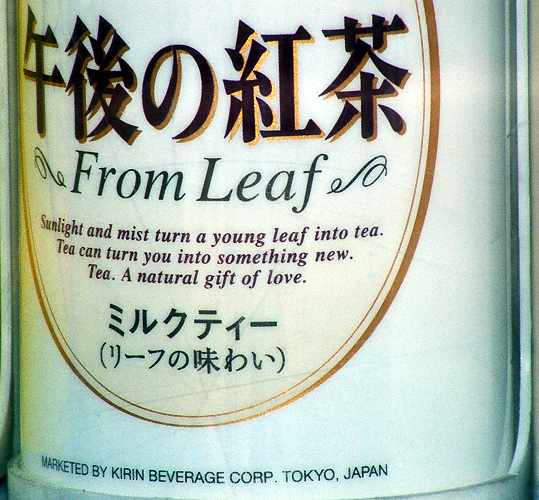 午後の紅茶
From Leaf
Sunlight and mist turn a young leaf into tea.
Tea can turn you into something new.
Tea. A natural gift of love.
ミルクティー
(リーフの味わい)
MARKETED BY KIRIN BEVERAGE CORP. TOKYO, JAPAN